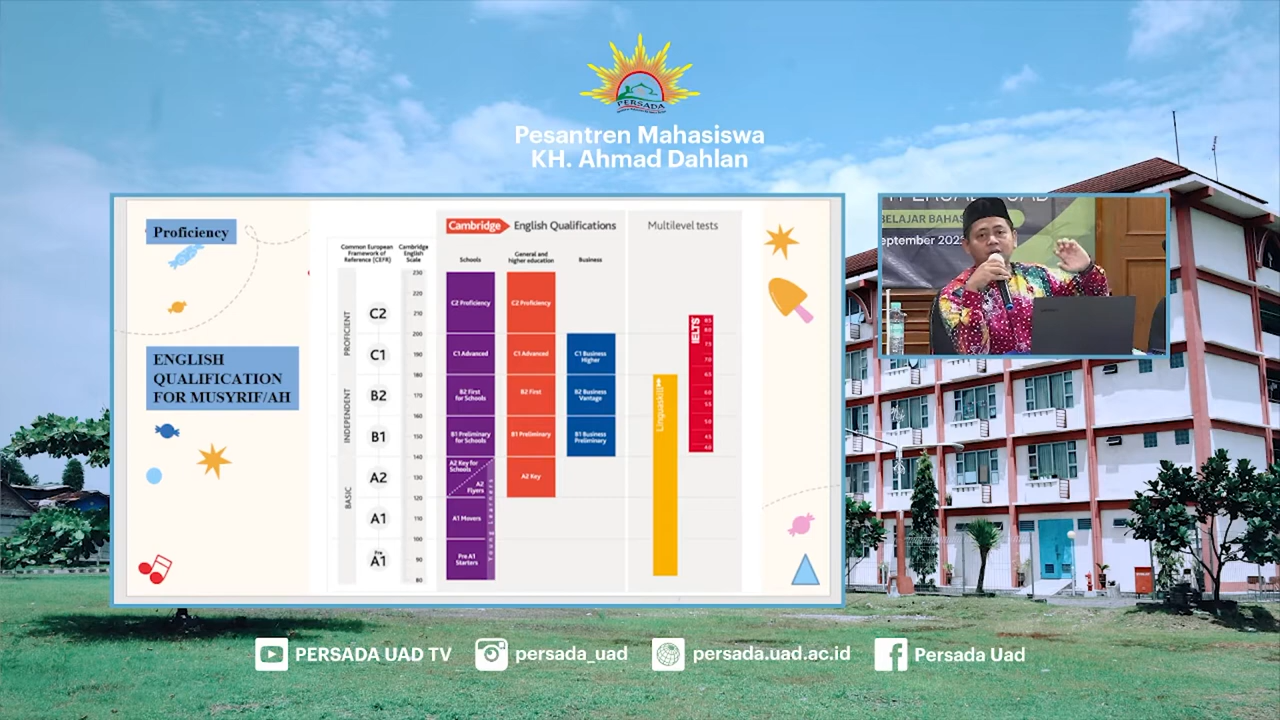 PERSADA
Pesantren Mahasiswa
KH. Ahmad Dahlan
Proficiency
ENGLISH
QUALIFICATION
FOR MUSYRIF/AH
Cambridge English Qualifications
Multilevel tests
Common European
Framework of
Reference (CEFR)
Cambridge
English
Scale
Schools
General and
higher education
Business
PROFICIENT
INDEPENDENT
BASIC
C2
C1
B2
B1
A2
A1
Pre
A1
230
220
210
200
190
180
170
160
150
140
130
120
110
100
90
80
C2 Proficiency
C1 Advanced
B2 First
for Schools
B1 Preliminary
for Schools
A2 Key for
Schools
A2
Flyers
A1 Movers
Pre A1
Starters
Young Learners
C2 Proficiency
C1 Advanced
B2 First
B1 Preliminary
A2 Key
C1 Business
Higher
B2 Business
Vantage
B1 Business
Preliminary
Linguaskill
IELTS
8.5
8.0
7.5
7.0
6.5
6.0
5.5
5.0
4.5
4.0
BELAJAR BAHAS
eptember 202
PERSADA UAD TV
persada_uad
persada.uad.ac.id
Persada Uad